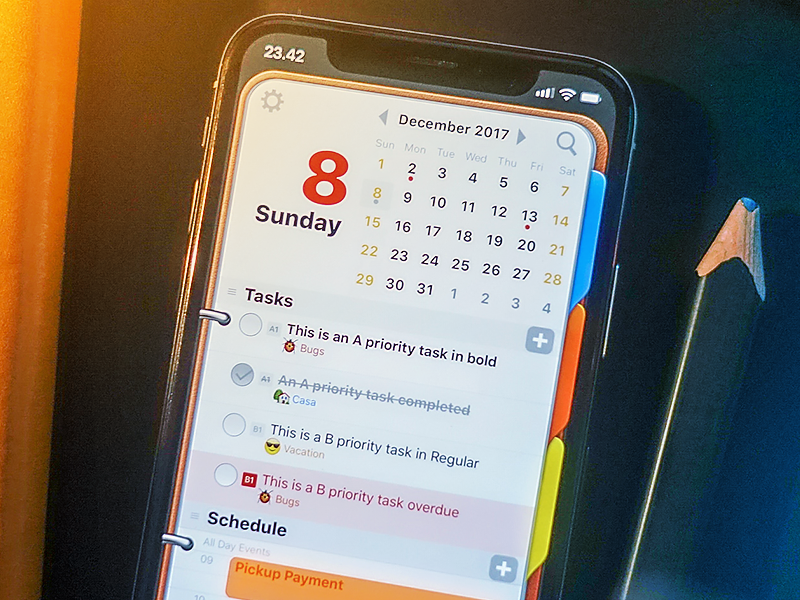 23.42
December 2017
Sun Mon Tue Wed Thu Fri Sat
1 2 3 4 5 6 7
8 9 10 11 12 13 14
15 16 17 18 19 20 21
22 23 24 25 26 27 28
29 30 31 1 2 3 4
8
Sunday
Tasks
A1 This is an A priority task in bold
Bugs
An A priority task completed
Casa
B1 This is a B priority task in Regular
Vacation
B1 This is a B priority task overdue
Bugs
Schedule
All Day Events
09
Pickup Payment
10